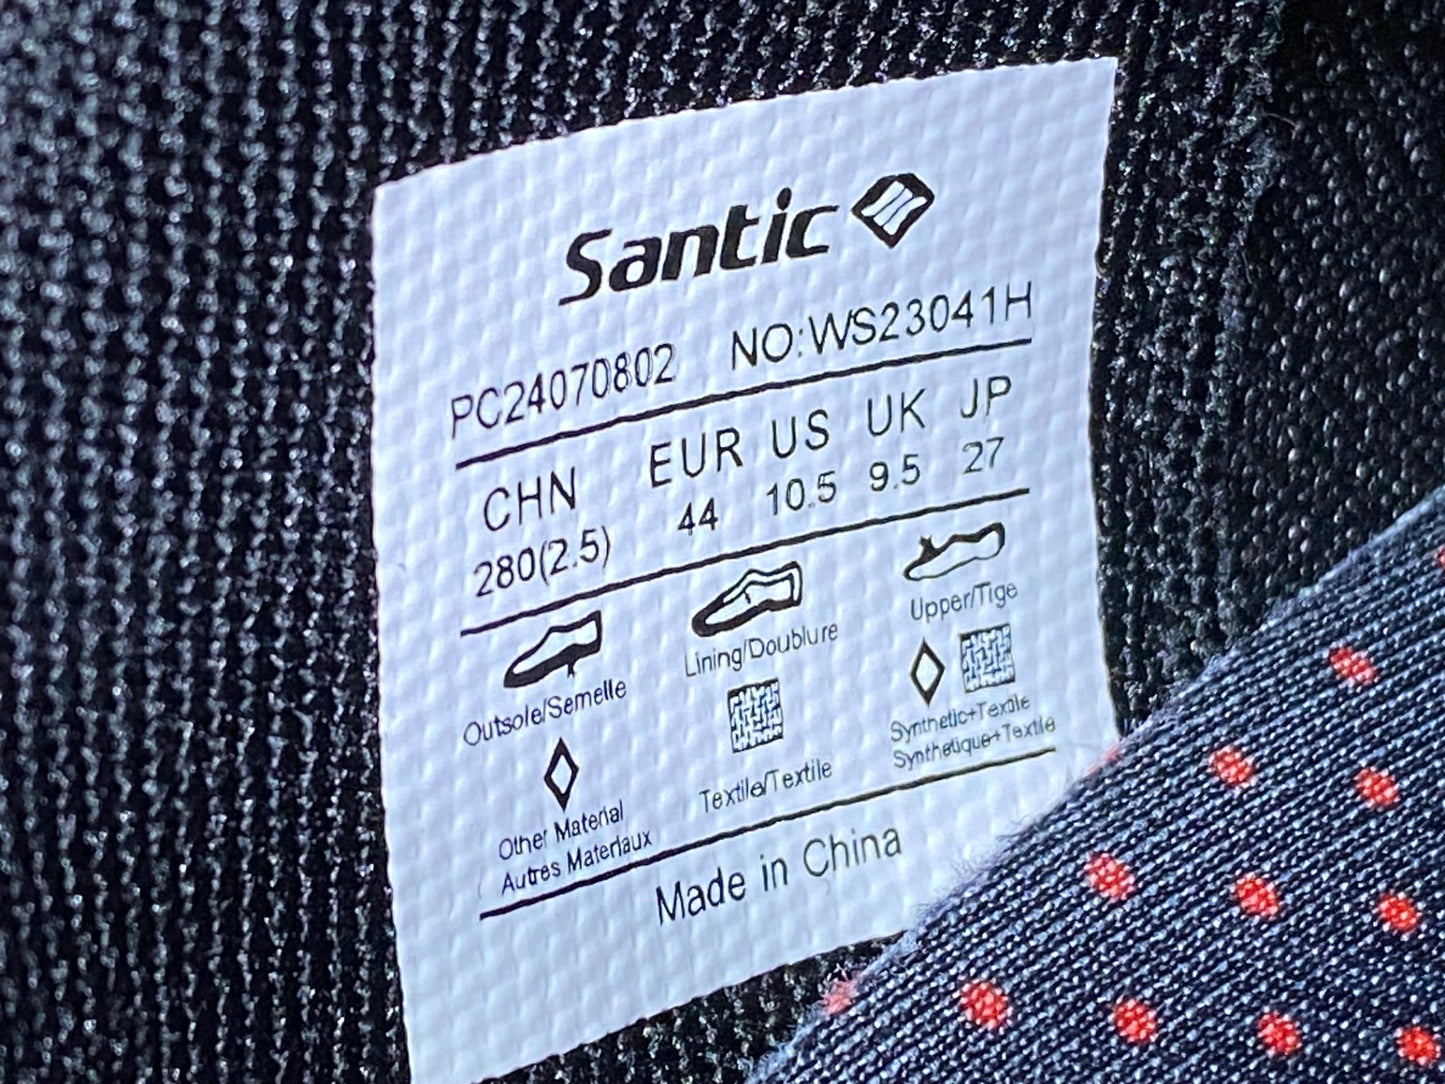 Santic
PC24070802 NO:WS23041H
CHN EUR US UK JP
280(2.5) 44 10.5 9.5 27
Outsole/Semelle Lining/Doublure Upper/Tige
Other Material Textile/Textile Synthetic+Textile
Autres Materiaux Synthetique+Textile
Made in China